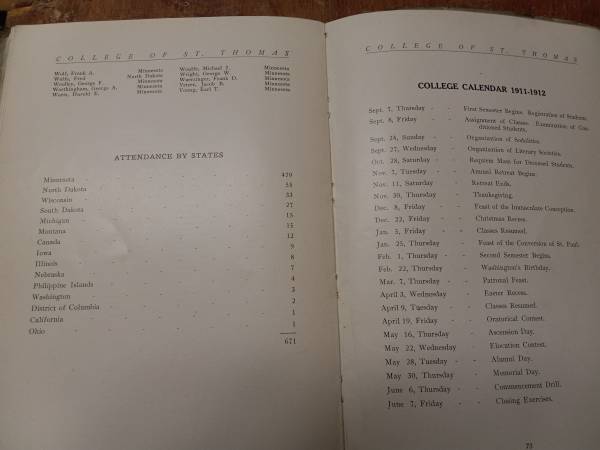 COLLEGE OF ST. THOMAS
Wolf, Frank A. Minnesota
Wolfe, Fred North Dakota
George F. Minnesota
Worthingham, George A. Minnesota
Harold E. Minnesota
Woulfe, Michael J. Minnesota
Wright, George W. Minnesota
Frank D. Minnesota
Jacob B. Minnesota
Young, Earl T. Minnesota
ATTENDANCE BY STATES
Minnesota 479
North Dakota 55
Wisconsin 33
South Dakota 27
Michigan 15
Montana 15
Canada 12
Iowa 9
Illinois 8
Nebraska 7
Philippine Islands 4
Washington 3
District of Columbia 2
California 1
Ohio 1
671
COLLEGE OF ST. THOMAS
COLLEGE CALENDAR 1911-1912
Sept. 7, Thursday - - First Semester Begins. Registration of Students.
Sept. 8, Friday - - Assignment of Classes. Examination of Con-
ditioned Students.
Sept. 24, Sunday - - Organization of Sodalities.
Sept. 27, Wednesday - Organization of Literary Societies.
Oct. 28, Saturday - - Requiem Mass for Deceased Students.
Nov. 7, Tuesday - - Annual Retreat Begins.
Nov. 11, Saturday - Retreat Ends.
Nov. 30, Thursday - - Thanksgiving.
Dec. 8, Friday - - Feast of the Immaculate Conception.
Dec. 22, Friday - - Christmas Recess.
Jan. 5, Friday - - Classes Resumed.
Jan. 25, Thursday - Feast of the Conversion of St. Paul.
Feb. 1, Thursday - - Second Semester Begins.
Feb. 22, Thursday - - Washington's Birthday.
Mar. 7, Thursday - - Patronal Feast.
April 3, Wednesday - - Easter Recess.
April 9, Tuesday - - Classes Resumed.
April 19, Friday - - Oratorical Contest.
May 16, Thursday - - Ascension Day.
May 22, Wednesday - - Elocution Contest.
May 28, Tuesday - - Alumni Day.
May 30, Thursday - - Memorial Day.
June 6, Thursday - - Commencement Drill.
June 7, Friday - - Closing Exercises.